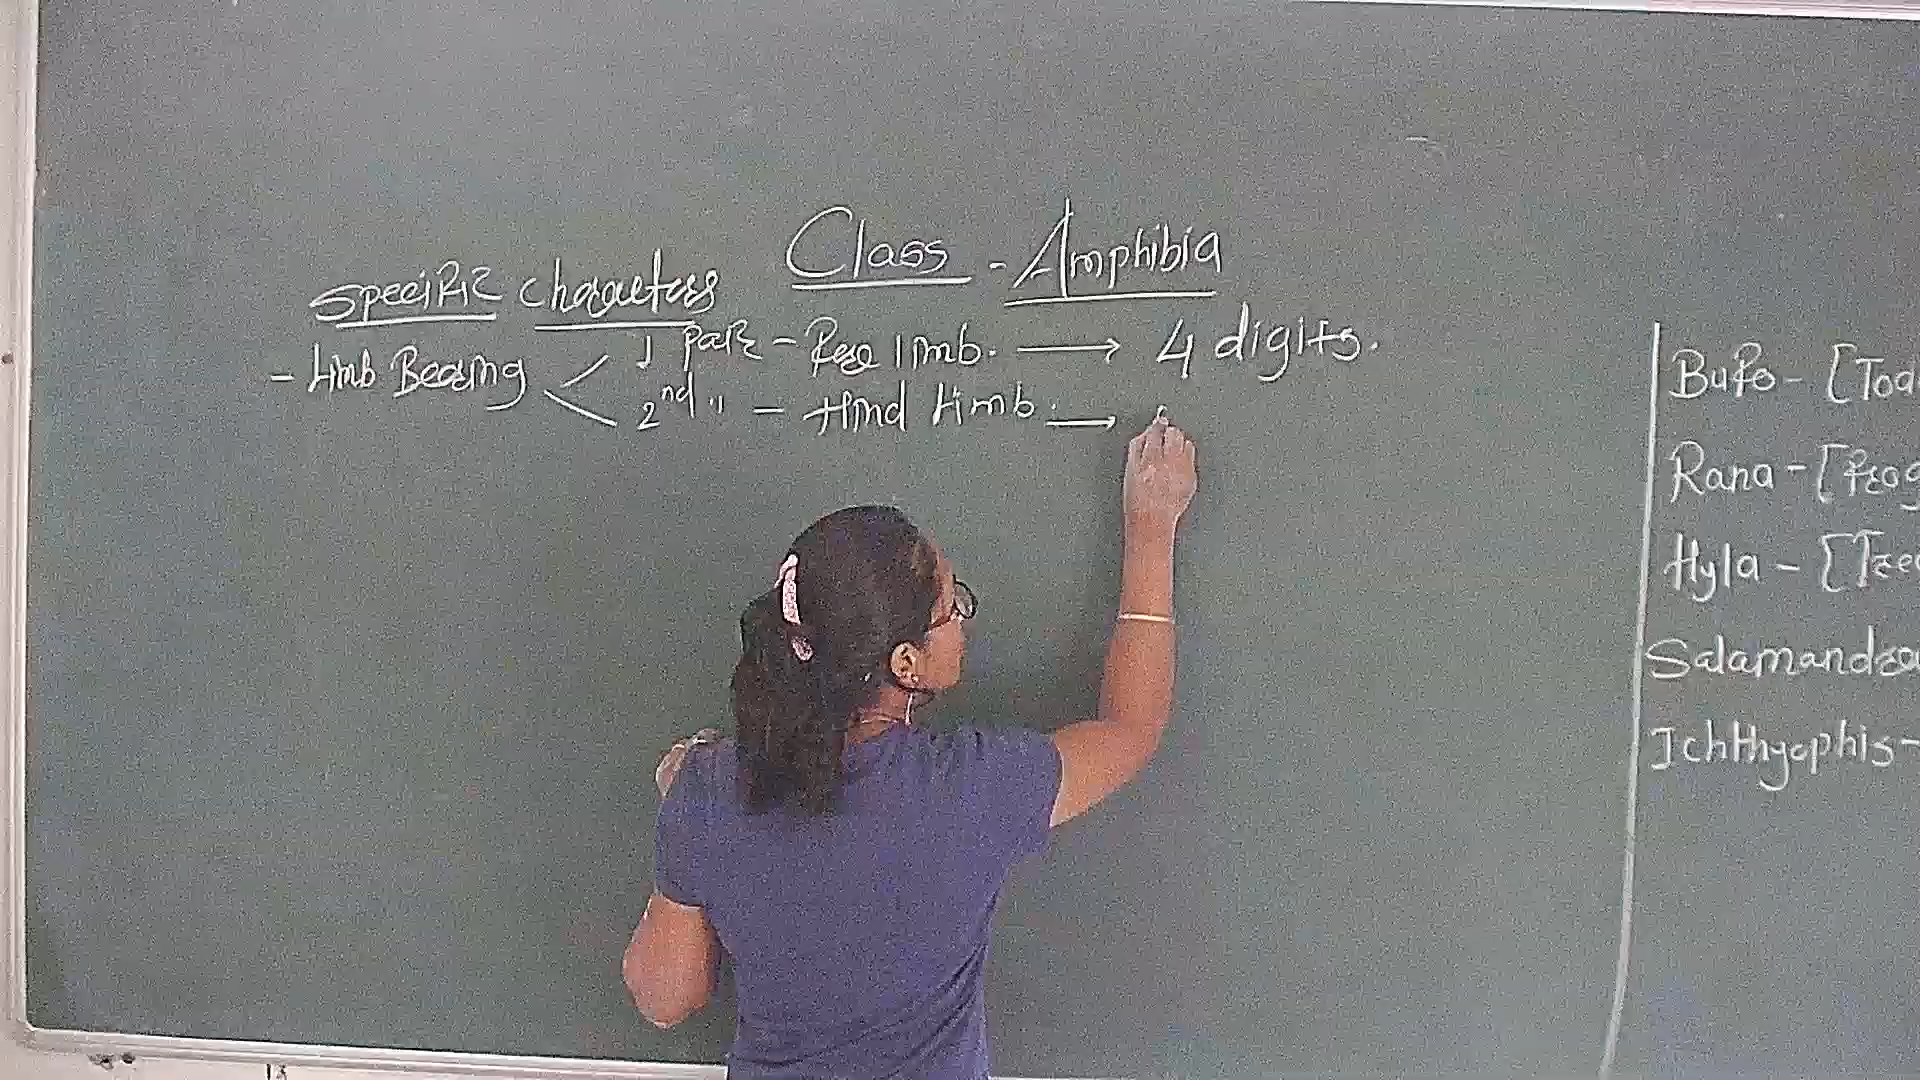 Class - Amphibia
Specific characters
- Limb Bearing
1 pair - Fore limb. → 4 digits.
2nd " - Hind limb. →
Bufo - [Toa
Rana - [frog
Hyla - [Tree
Salamandra
Ichthyophis -